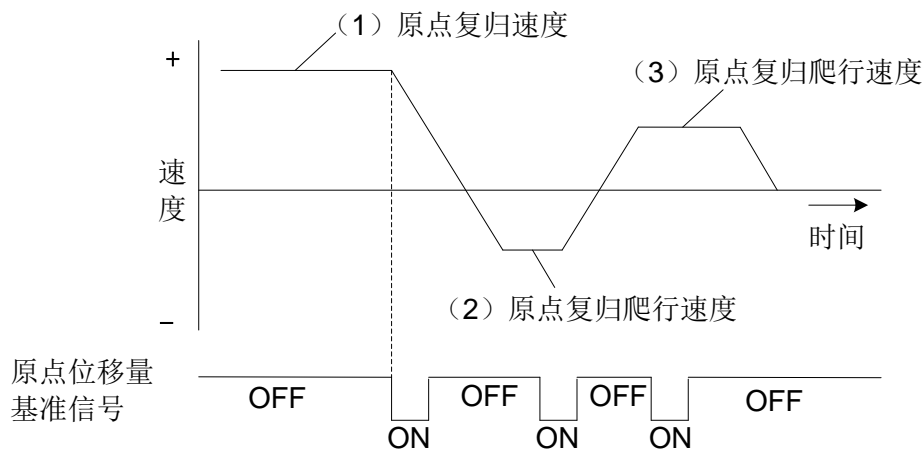 （1）原点复归速度
+
（3）原点复归爬行速度
速
度
时间
（2）原点复归爬行速度
−
原点位移量
基准信号
OFF
OFF
OFF
OFF
ON
ON
ON